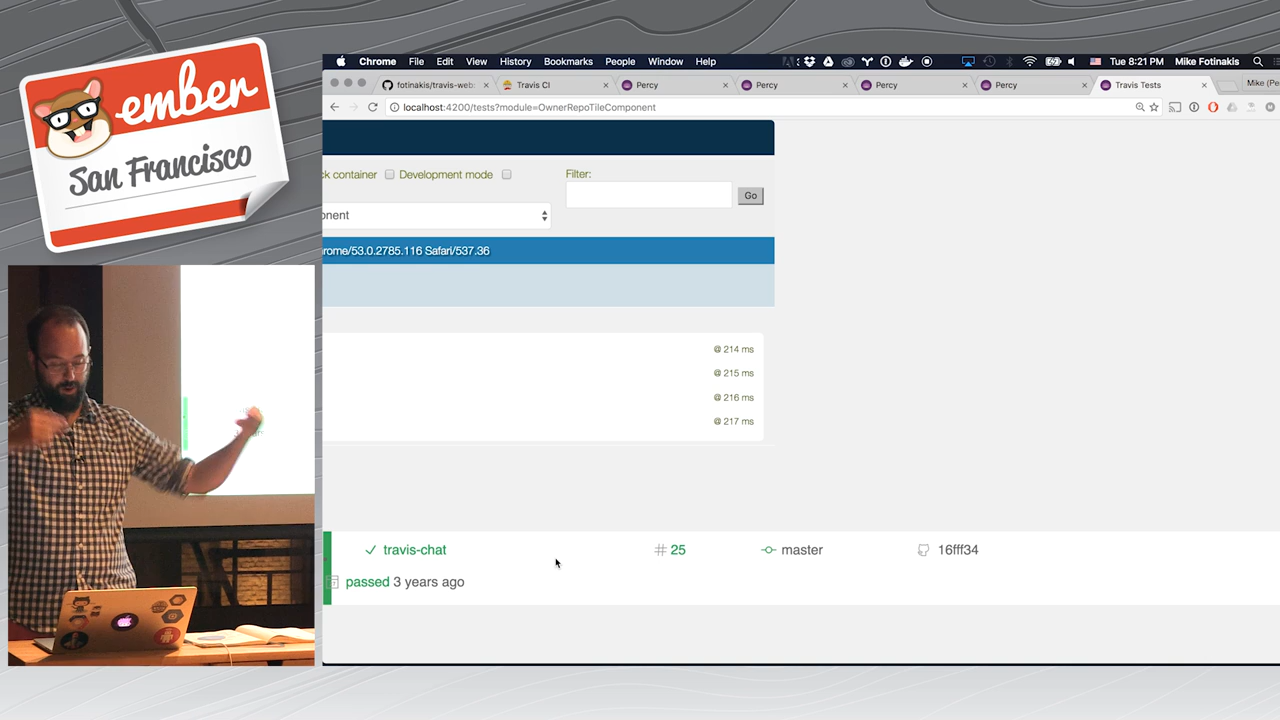 ember
San Francisco
Chrome File Edit View History Bookmarks People Window Help Tue 8:21 PM Mike Fotinakis
fotinakis/travis-web: Travis CI Percy Percy Percy Percy Travis Tests Mike (Pe
localhost:4200/tests?module=OwnerRepoTileComponent
ck container Development mode Filter:
Go
onent
rome/53.0.2785.116 Safari/537.36
@ 214 ms
@ 215 ms
@ 216 ms
@ 217 ms
travis-chat # 25 master 16fff34
passed 3 years ago